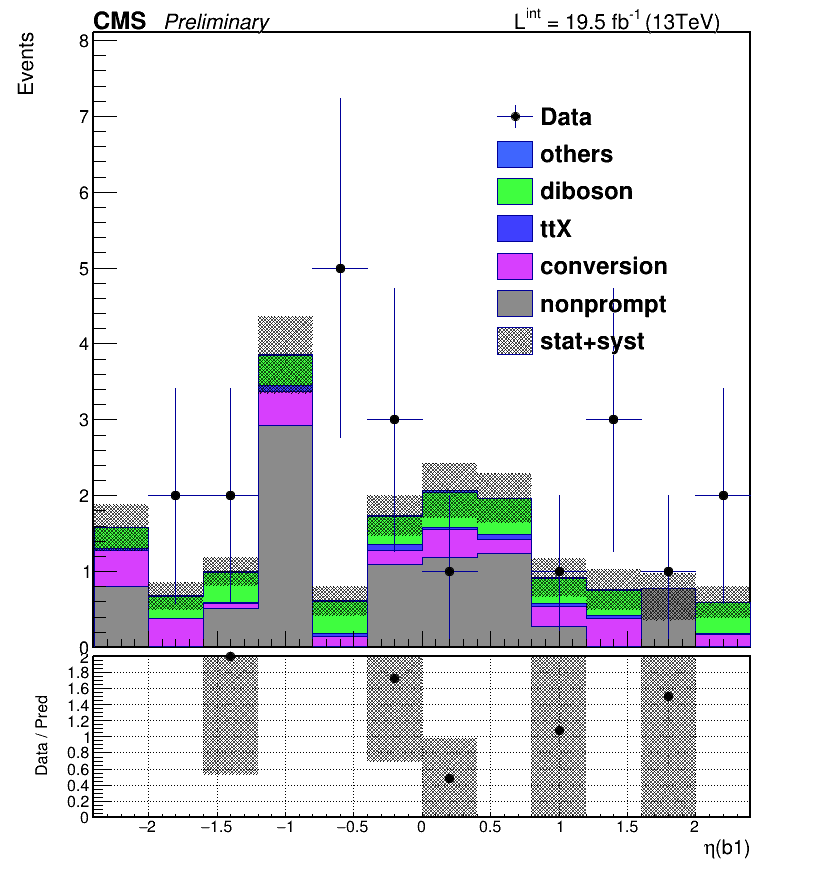 CMS Preliminary L^int = 19.5 fb^-1 (13TeV)
Events
8
7
6
5
4
3
2
1
0
Data
others
diboson
ttX
conversion
nonprompt
stat+syst
Data / Pred
2
1.8
1.6
1.4
1.2
1
0.8
0.6
0.4
0.2
0
−2 −1.5 −1 −0.5 0 0.5 1 1.5 2
η(b1)